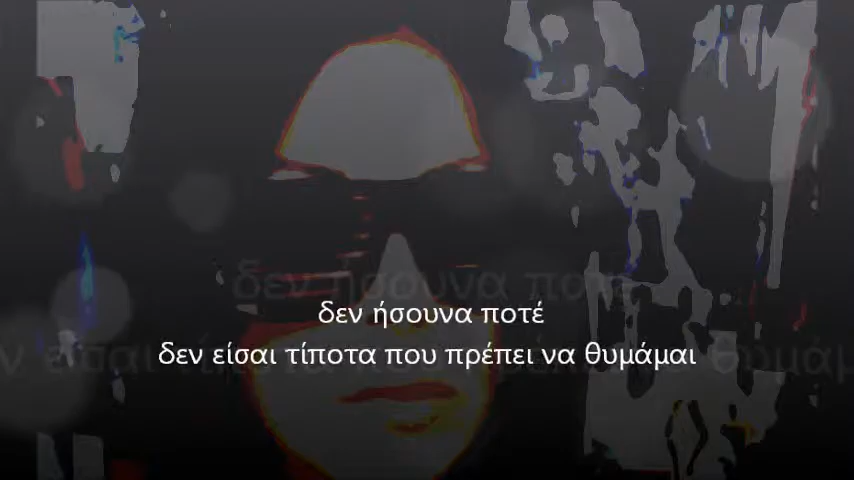 δεν ήσουνα ποτέ
δεν είσαι τίποτα που πρέπει να θυμάμαι